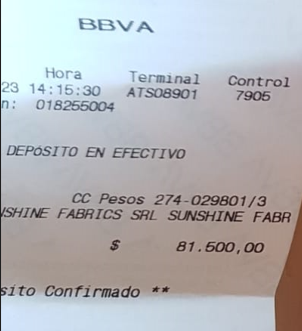 BBVA
Hora Terminal Control
23 14:15:30 ATS08901 7905
n: 018255004
DEPÓSITO EN EFECTIVO
CC Pesos 274-029801/3
NSHINE FABRICS SRL SUNSHINE FABR
$ 81.500,00
sito Confirmado **